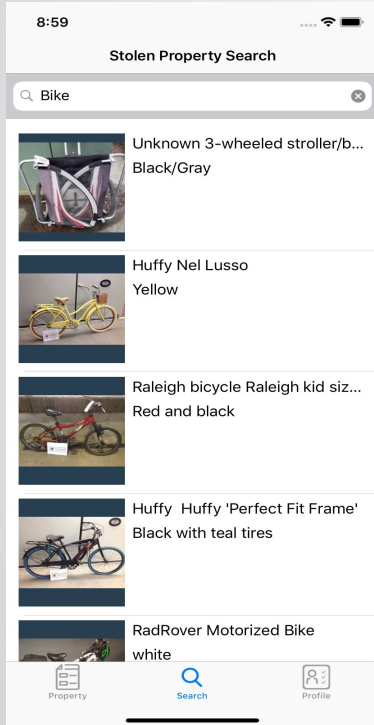 8:59
Stolen Property Search
Bike
Unknown 3-wheeled stroller/b...
Black/Gray
Huffy Nel Lusso
Yellow
Raleigh bicycle Raleigh kid siz...
Red and black
Huffy  Huffy 'Perfect Fit Frame'
Black with teal tires
RadRover Motorized Bike
white
Property
Search
Profile